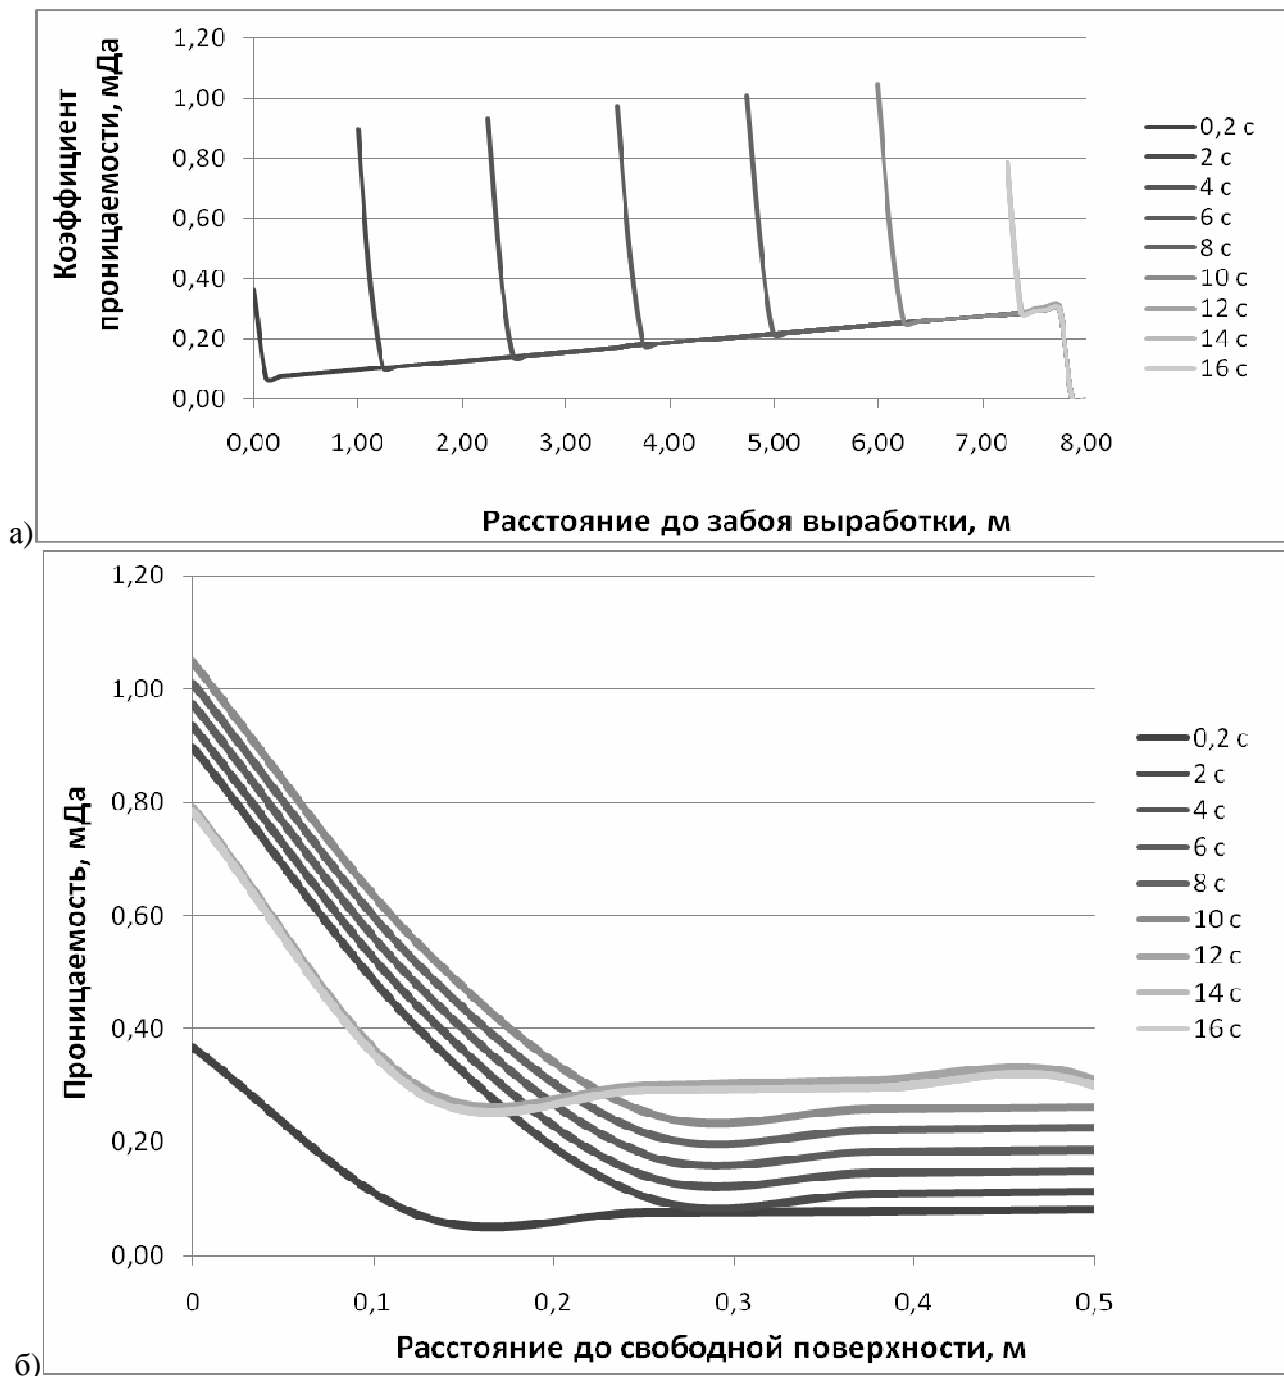 Коэффициент
проницаемости, мДа
1,20
1,00
0,80
0,60
0,40
0,20
0,00
0,00 1,00 2,00 3,00 4,00 5,00 6,00 7,00 8,00
Расстояние до забоя выработки, м
0,2 с
2 с
4 с
6 с
8 с
10 с
12 с
14 с
16 с
а)
Проницаемость, мДа
1,20
1,00
0,80
0,60
0,40
0,20
0,00
0 0,1 0,2 0,3 0,4 0,5
Расстояние до свободной поверхности, м
0,2 с
2 с
4 с
6 с
8 с
10 с
12 с
14 с
16 с
б)